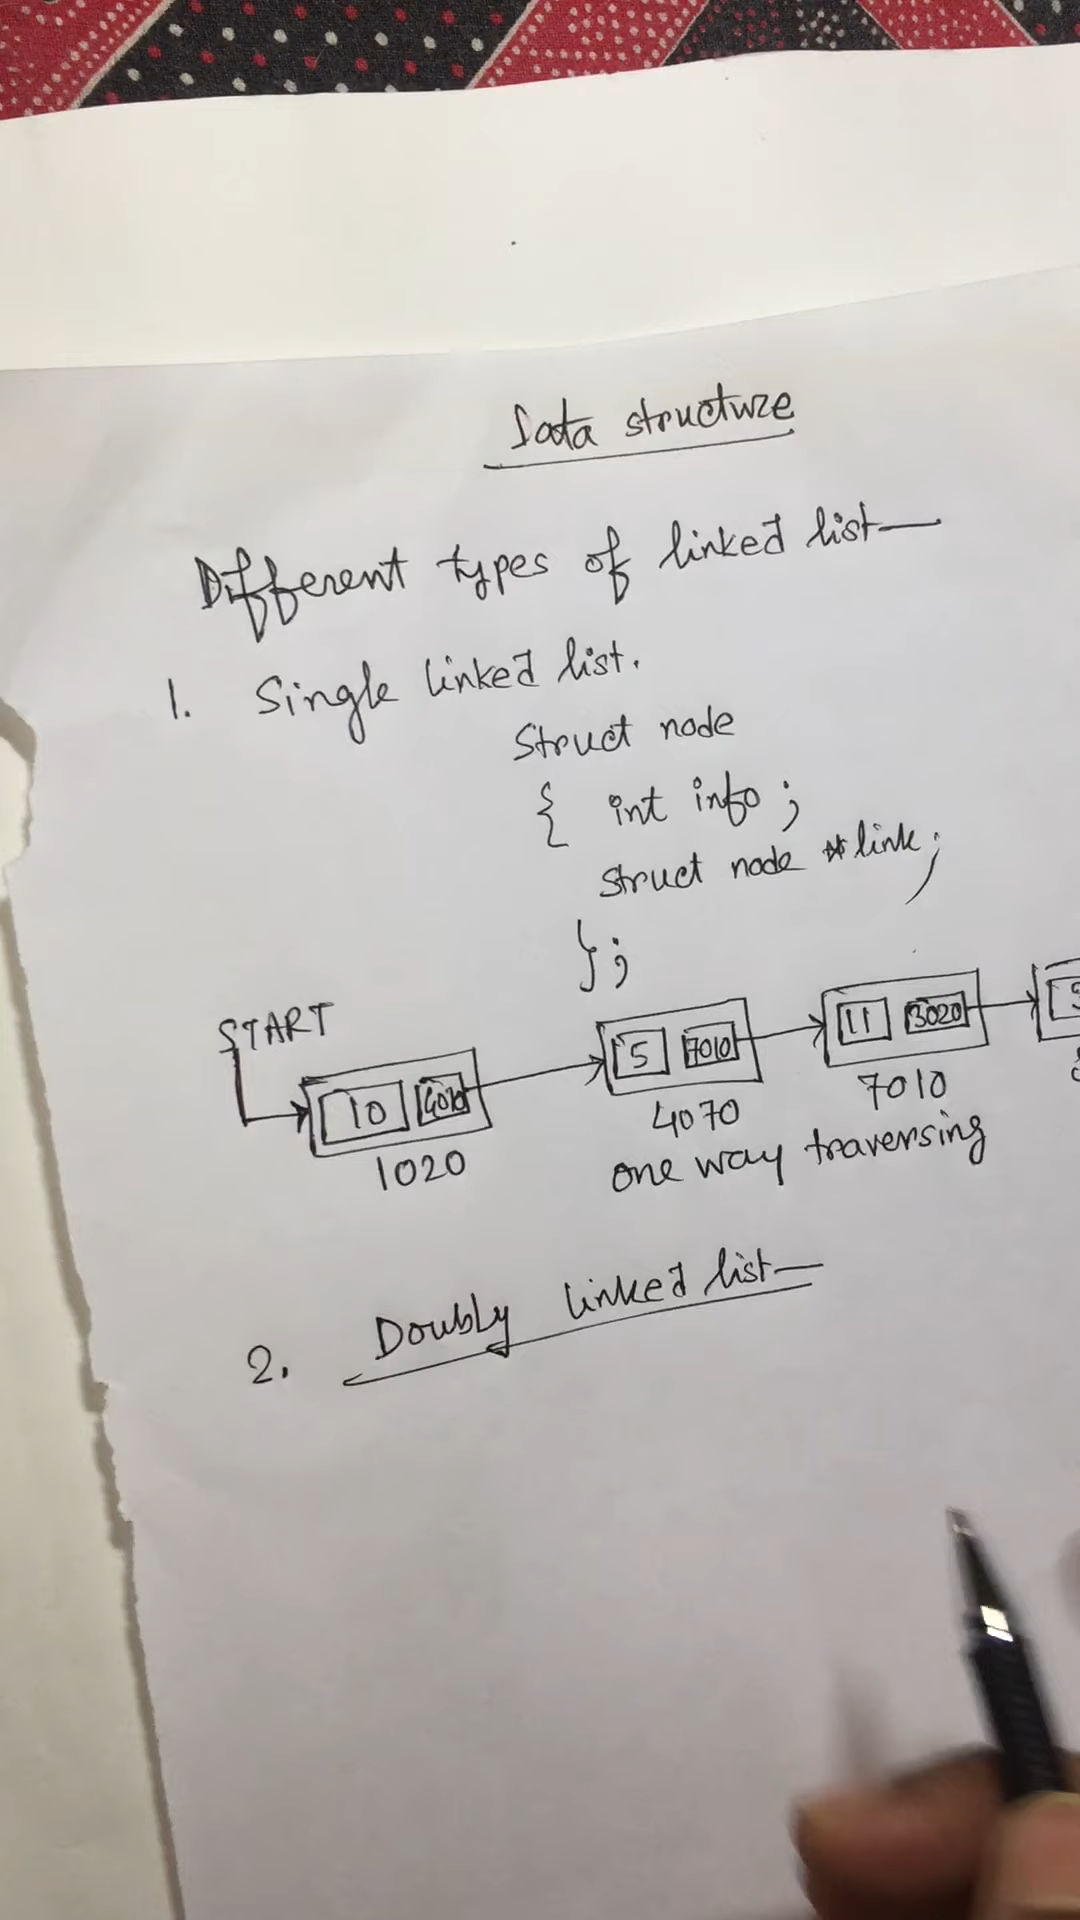 Data structure
Different types of linked list—
1. Single linked list.
struct node
{ int info ;
struct node *link;
};
START
10 4070 5 7010 11 3020
1020 4070 7010
one way traversing
2. Doubly linked list—